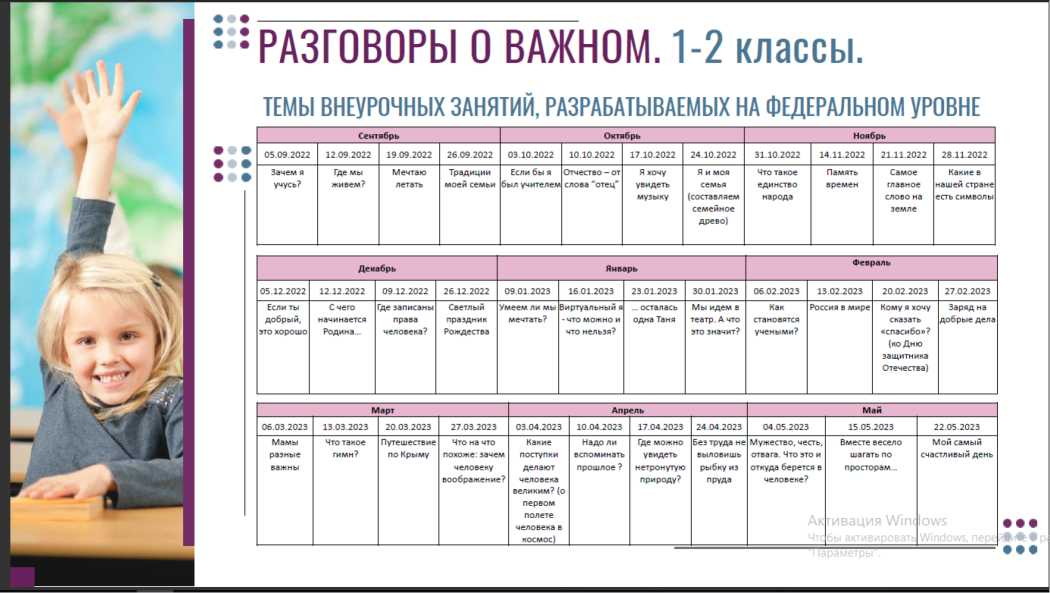 РАЗГОВОРЫ О ВАЖНОМ. 1-2 классы.
ТЕМЫ ВНЕУРОЧНЫХ ЗАНЯТИЙ, РАЗРАБАТЫВАЕМЫХ НА ФЕДЕРАЛЬНОМ УРОВНЕ
Сентябрь Октябрь Ноябрь
05.09.2022 12.09.2022 19.09.2022 26.09.2022 03.10.2022 10.10.2022 17.10.2022 24.10.2022 31.10.2022 14.11.2022 21.11.2022 28.11.2022
Зачем я Где мы Мечтаю Традиции Если бы я Отчество – от Я хочу Я и моя Что такое Память Самое Какие в
учусь? живем? летать моей семьи был учителем слова "отец" увидеть семья единство времен главное нашей стране
музыку (составляем народа слово на есть символы
семейное земле
древо)
Декабрь Январь Февраль
05.12.2022 12.12.2022 09.12.2022 26.12.2022 09.01.2023 16.01.2023 23.01.2023 30.01.2023 06.02.2023 13.02.2023 20.02.2023 27.02.2023
Если ты С чего Где записаны Светлый Умеем ли мы Виртуальный я ... осталась Мы идем в Как Россия в мире Кому я хочу Заряд на
добрый, начинается права праздник мечтать? - что можно и одна Таня театр. А что становятся сказать добрые дела
это хорошо Родина... человека? Рождества что нельзя? это значит? учеными? «спасибо»?
(ко Дню
защитника
Отечества)
Март Апрель Май
06.03.2023 13.03.2023 20.03.2023 27.03.2023 03.04.2023 10.04.2023 17.04.2023 24.04.2023 04.05.2023 15.05.2023 22.05.2023
Мамы Что такое Путешествие Что на что Какие Надо ли Где можно Без труда не Мужество, честь, Вместе весело Мой самый
разные гимн? по Крыму похоже: зачем поступки вспоминать увидеть выловишь отвага. Что это и шагать по счастливый день
важны человеку делают прошлое ? нетронутую рыбку из откуда берется в просторам...
воображение? человека природу? пруда человеке?
великим? (о
первом
полете
человека в
космос)
Активация Windows
Чтобы активировать Windows,
"Параметры".